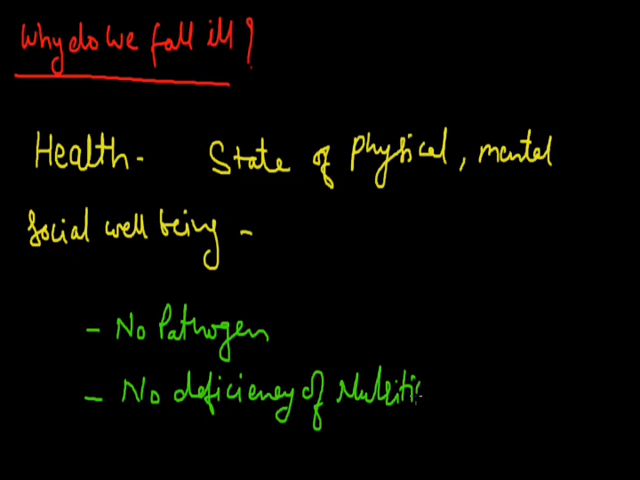 Why do we fall ill?
Health - State of physical, mental
Social well being -
- No Pathogen
- No deficiency of Nutriti